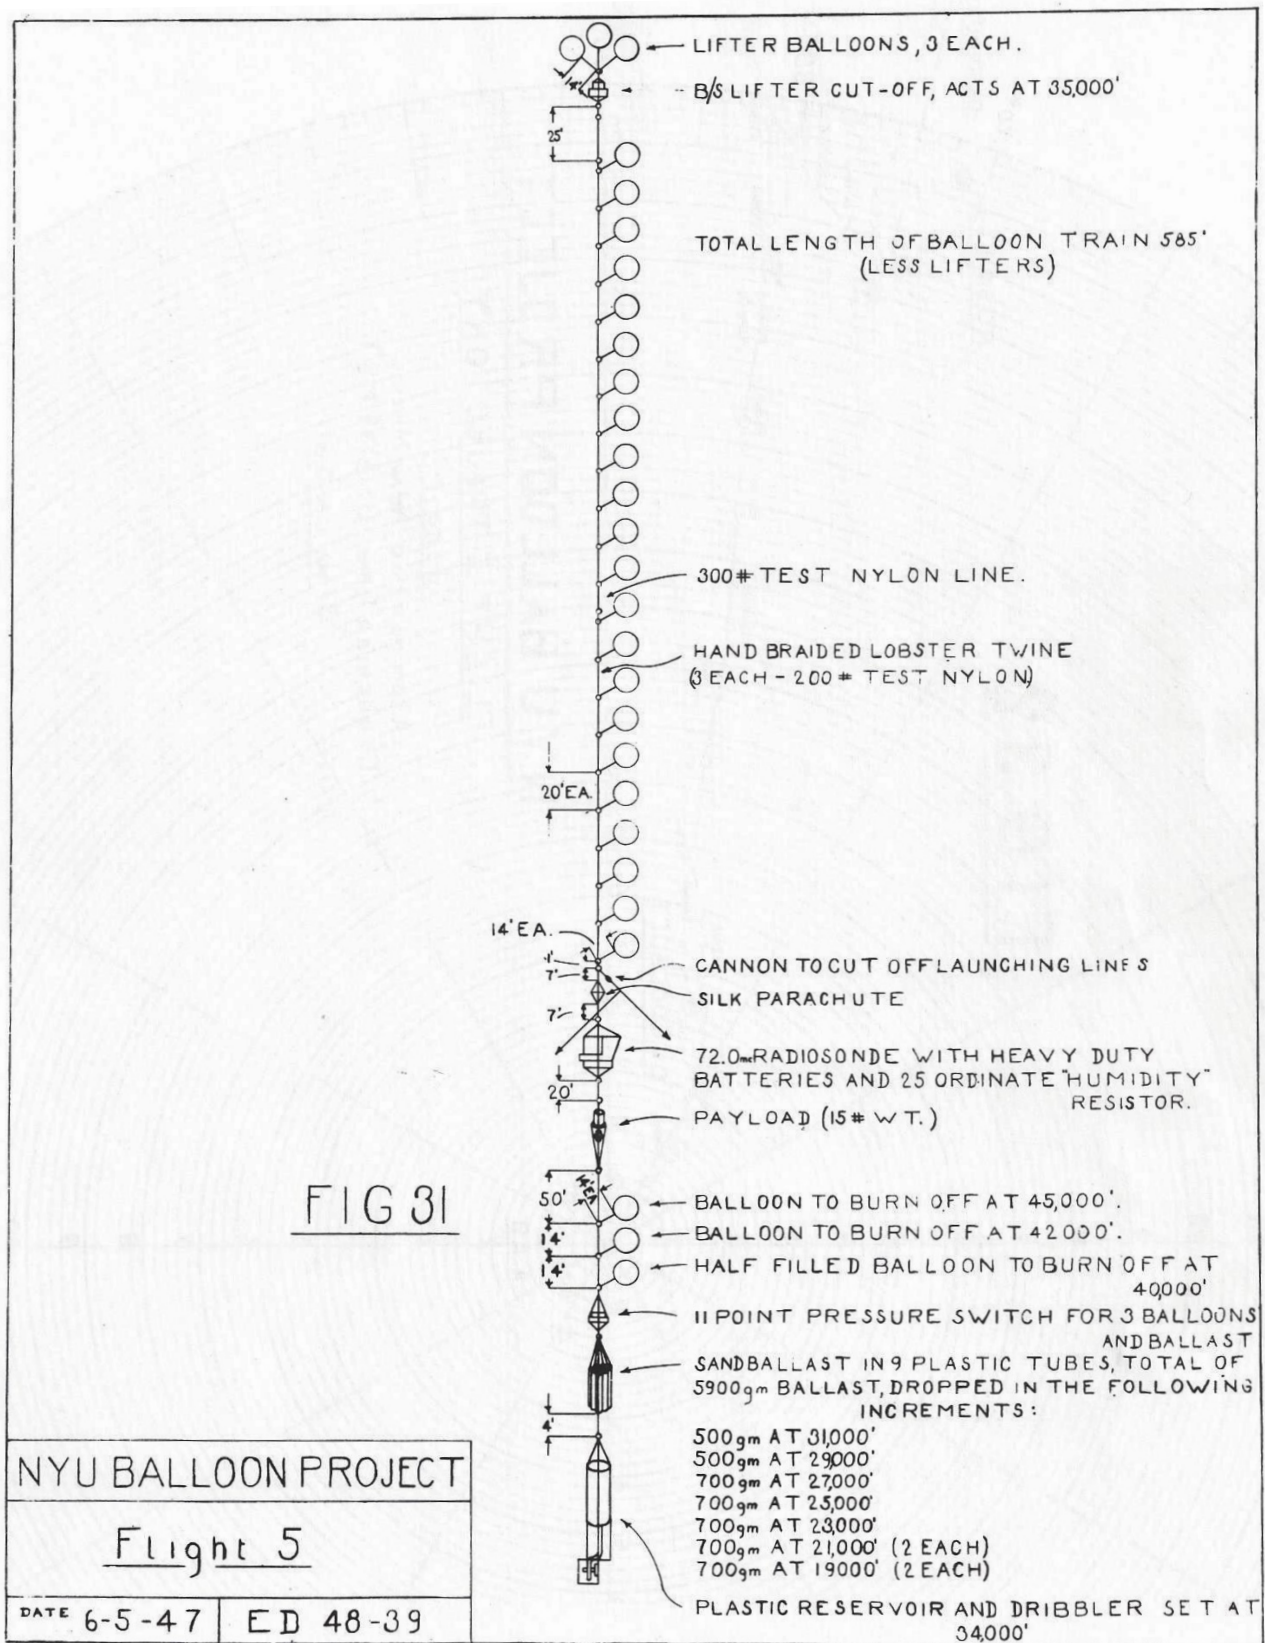 LIFTER BALLOONS, 3 EACH.
14'
B/S LIFTER CUT-OFF, ACTS AT 35,000'
25'
TOTAL LENGTH OF BALLOON TRAIN 585'
(LESS LIFTERS)
300# TEST NYLON LINE.
HAND BRAIDED LOBSTER TWINE
(3 EACH - 200# TEST NYLON)
20' EA.
14' EA.
7'
CANNON TO CUT OFF LAUNCHING LINES
SILK PARACHUTE
7'
72.0mc RADIOSONDE WITH HEAVY DUTY
BATTERIES AND 25 ORDINATE "HUMIDITY"
RESISTOR.
20'
PAYLOAD (15# WT.)
FIG 31
50'
14'
14'
BALLOON TO BURN OFF AT 45,000'.
BALLOON TO BURN OFF AT 42000'.
HALF FILLED BALLOON TO BURN OFF AT
40,000'
11 POINT PRESSURE SWITCH FOR 3 BALLOONS
AND BALLAST
SAND BALLAST IN 9 PLASTIC TUBES, TOTAL OF
5900gm BALLAST, DROPPED IN THE FOLLOWING
INCREMENTS:
4'
500gm AT 31,000'
500gm AT 29,000'
700gm AT 27,000'
700gm AT 25,000'
700gm AT 23,000'
700gm AT 21,000' (2 EACH)
700gm AT 19000' (2 EACH)
PLASTIC RESERVOIR AND DRIBBLER SET AT
34,000'
NYU BALLOON PROJECT
Flight 5
DATE 6-5-47
ED 48-39